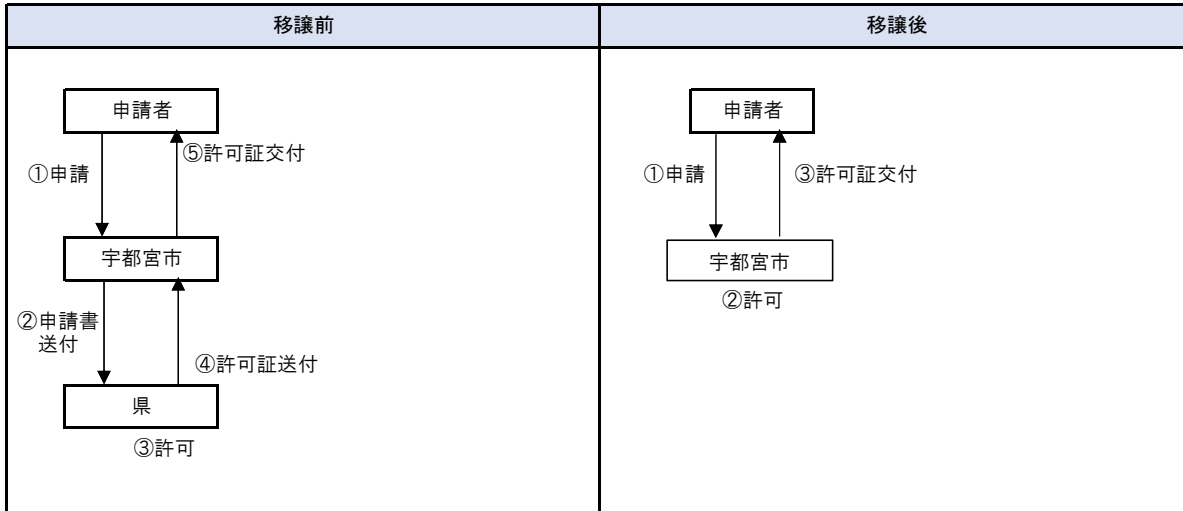 移譲前
移譲後
申請者
⑤許可証交付
①申請
宇都宮市
②申請書
送付
④許可証送付
県
③許可
申請者
①申請
③許可証交付
宇都宮市
②許可